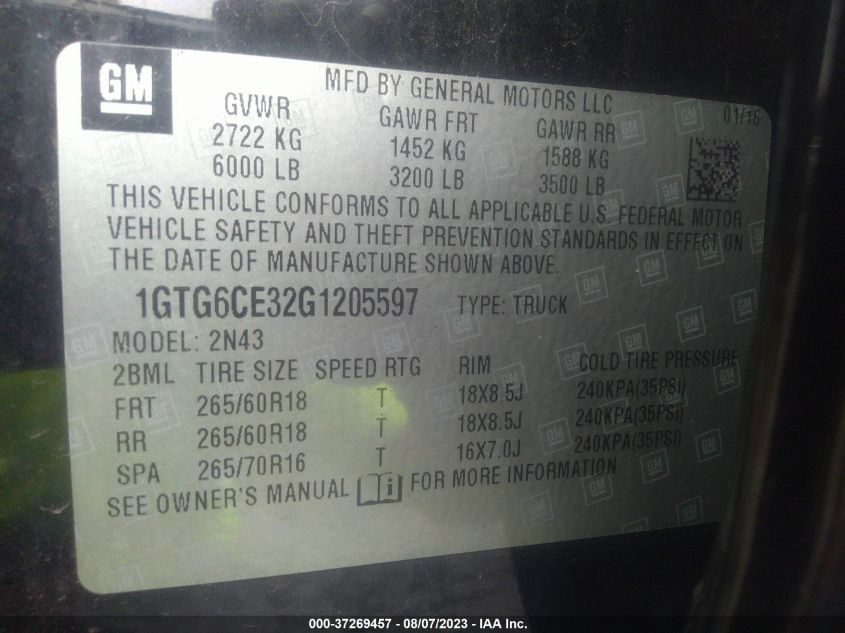 GM
MFD BY GENERAL MOTORS LLC
01/16
GVWR GAWR FRT GAWR RR
2722 KG 1452 KG 1588 KG
6000 LB 3200 LB 3500 LB
THIS VEHICLE CONFORMS TO ALL APPLICABLE U.S. FEDERAL MOTOR
VEHICLE SAFETY AND THEFT PREVENTION STANDARDS IN EFFECT ON
THE DATE OF MANUFACTURE SHOWN ABOVE.
1GTG6CE32G1205597 TYPE: TRUCK
MODEL: 2N43
2BML TIRE SIZE SPEED RTG RIM COLD TIRE PRESSURE
FRT 265/60R18 T 18X8.5J 240KPA(35PSI)
RR 265/60R18 T 18X8.5J 240KPA(35PSI)
SPA 265/70R16 T 16X7.0J 240KPA(35PSI)
SEE OWNER'S MANUAL i FOR MORE INFORMATION
000-37269457 - 08/07/2023 - IAA Inc.